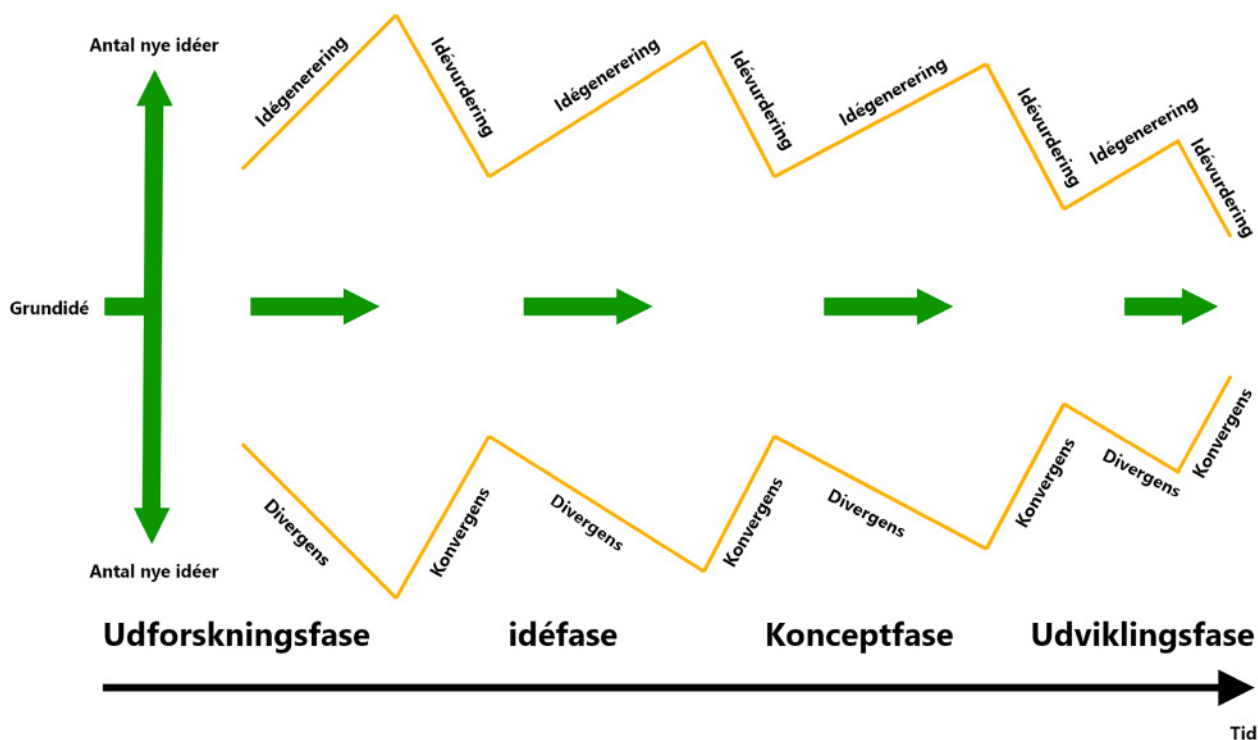 Antal nye idéer
Idégenerering
Idévurdering
Idégenerering
Idévurdering
Idégenerering
Idévurdering
Idégenerering
Idévurdering
Grundidé
Divergens
Konvergens
Divergens
Konvergens
Divergens
Konvergens
Divergens
Konvergens
Antal nye idéer
Udforskningsfase idéfase Konceptfase Udviklingsfase
Tid